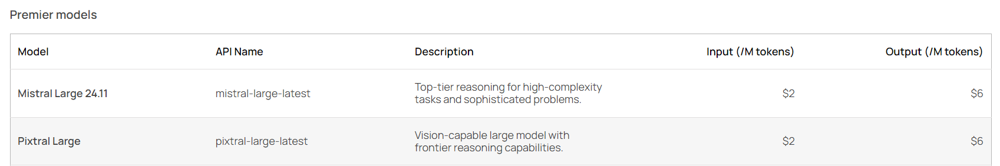 Premier models
Model API Name Description Input (/M tokens) Output (/M tokens)
Mistral Large 24.11 mistral-large-latest Top-tier reasoning for high-complexity $2 $6
tasks and sophisticated problems.
Pixtral Large pixtral-large-latest Vision-capable large model with $2 $6
frontier reasoning capabilities.